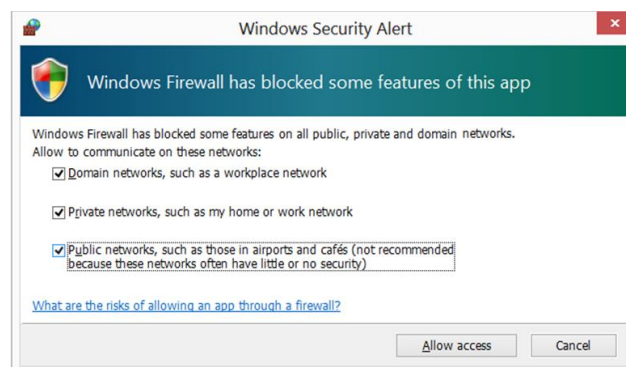 Windows Security Alert
Windows Firewall has blocked some features of this app
Windows Firewall has blocked some features on all public, private and domain networks.
Allow to communicate on these networks:
Domain networks, such as a workplace network
Private networks, such as my home or work network
Public networks, such as those in airports and cafés (not recommended
because these networks often have little or no security)
What are the risks of allowing an app through a firewall?
Allow access
Cancel